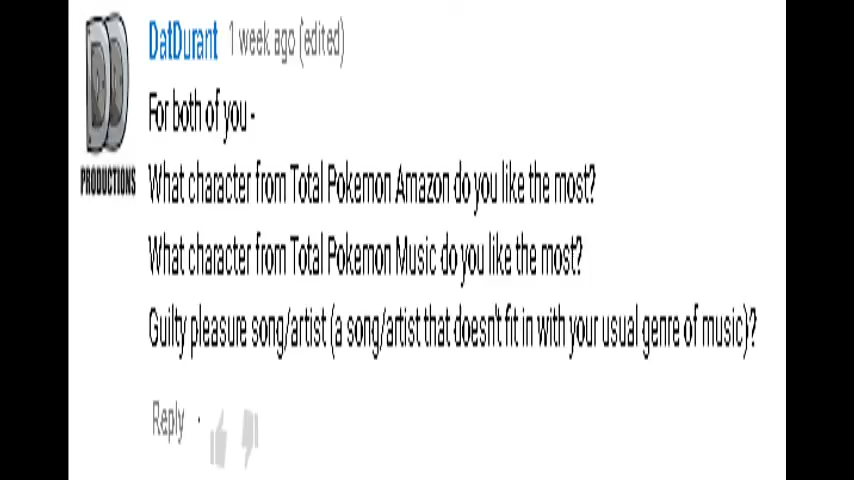 DatDurant 1 week ago (edited)
For both of you -
What character from Total Pokemon Amazon do you like the most?
What character from Total Pokemon Music do you like the most?
Guilty pleasure song/artist (a song/artist that doesn't fit in with your usual genre of music)?
PRODUCTIONS
Reply ·